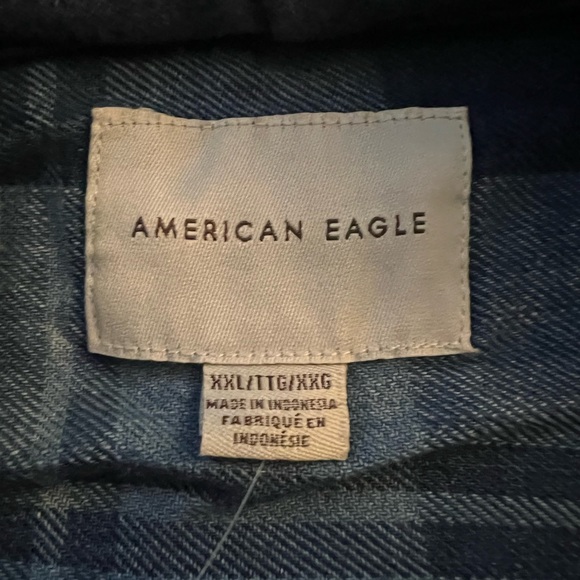 AMERICAN EAGLE
XXL/TTG/XXG
MADE IN INDONESIA
FABRIQUÉ EN
INDONÉSIE